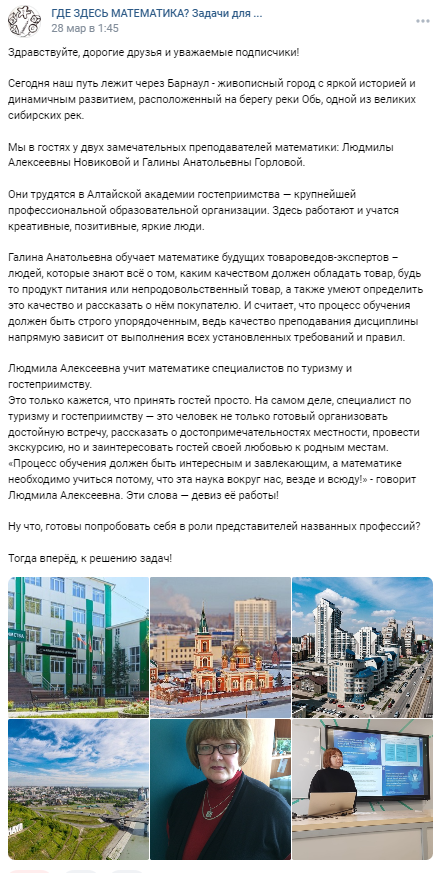 ГДЕ ЗДЕСЬ МАТЕМАТИКА? Задачи для ...
28 мар в 1:45
Здравствуйте, дорогие друзья и уважаемые подписчики!
Сегодня наш путь лежит через Барнаул - живописный город с яркой историей и
динамичным развитием, расположенный на берегу реки Обь, одной из великих
сибирских рек.
Мы в гостях у двух замечательных преподавателей математики: Людмилы
Алексеевны Новиковой и Галины Анатольевны Горловой.
Они трудятся в Алтайской академии гостеприимства — крупнейшей
профессиональной образовательной организации. Здесь работают и учатся
креативные, позитивные, яркие люди.
Галина Анатольевна обучает математике будущих товароведов-экспертов –
людей, которые знают всё о том, каким качеством должен обладать товар, будь
то продукт питания или непродовольственный товар, а также умеют определить
это качество и рассказать о нём покупателю. И считает, что процесс обучения
должен быть строго упорядоченным, ведь качество преподавания дисциплины
напрямую зависит от выполнения всех установленных требований и правил.
Людмила Алексеевна учит математике специалистов по туризму и
гостеприимству.
Это только кажется, что принять гостей просто. На самом деле, специалист по
туризму и гостеприимству — это человек не только готовый организовать
достойную встречу, рассказать о достопримечательностях местности, провести
экскурсию, но и заинтересовать гостей своей любовью к родным местам.
«Процесс обучения должен быть интересным и завлекающим, а математике
необходимо учиться потому, что эта наука вокруг нас, везде и всюду!» - говорит
Людмила Алексеевна. Эти слова — девиз её работы!
Ну что, готовы попробовать себя в роли представителей названных профессий?
Тогда вперёд, к решению задач!